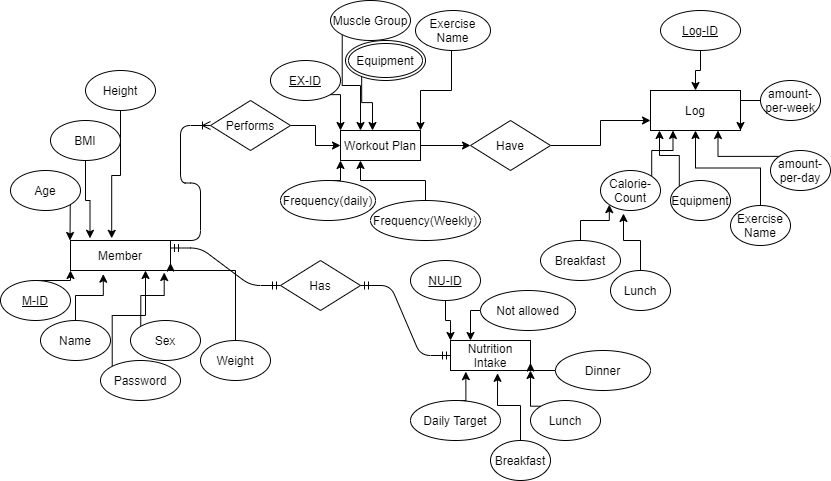 Muscle Group
Exercise
Name
Log-ID
Equipment
EX-ID
Height
amount-
per-week
Log
Performs
BMI
Walkout Plan
Have
amount-
per-day
Age
Calorie-
Count
Frequency(daily)
Equipment
Frequency(Weekly)
Exercise
Name
Member
Breakfast
Has
NU-ID
Lunch
M-ID
Not allowed
Name
Sex
Nutrition
Intake
Weight
Dinner
Password
Daily Target
Lunch
Breakfast